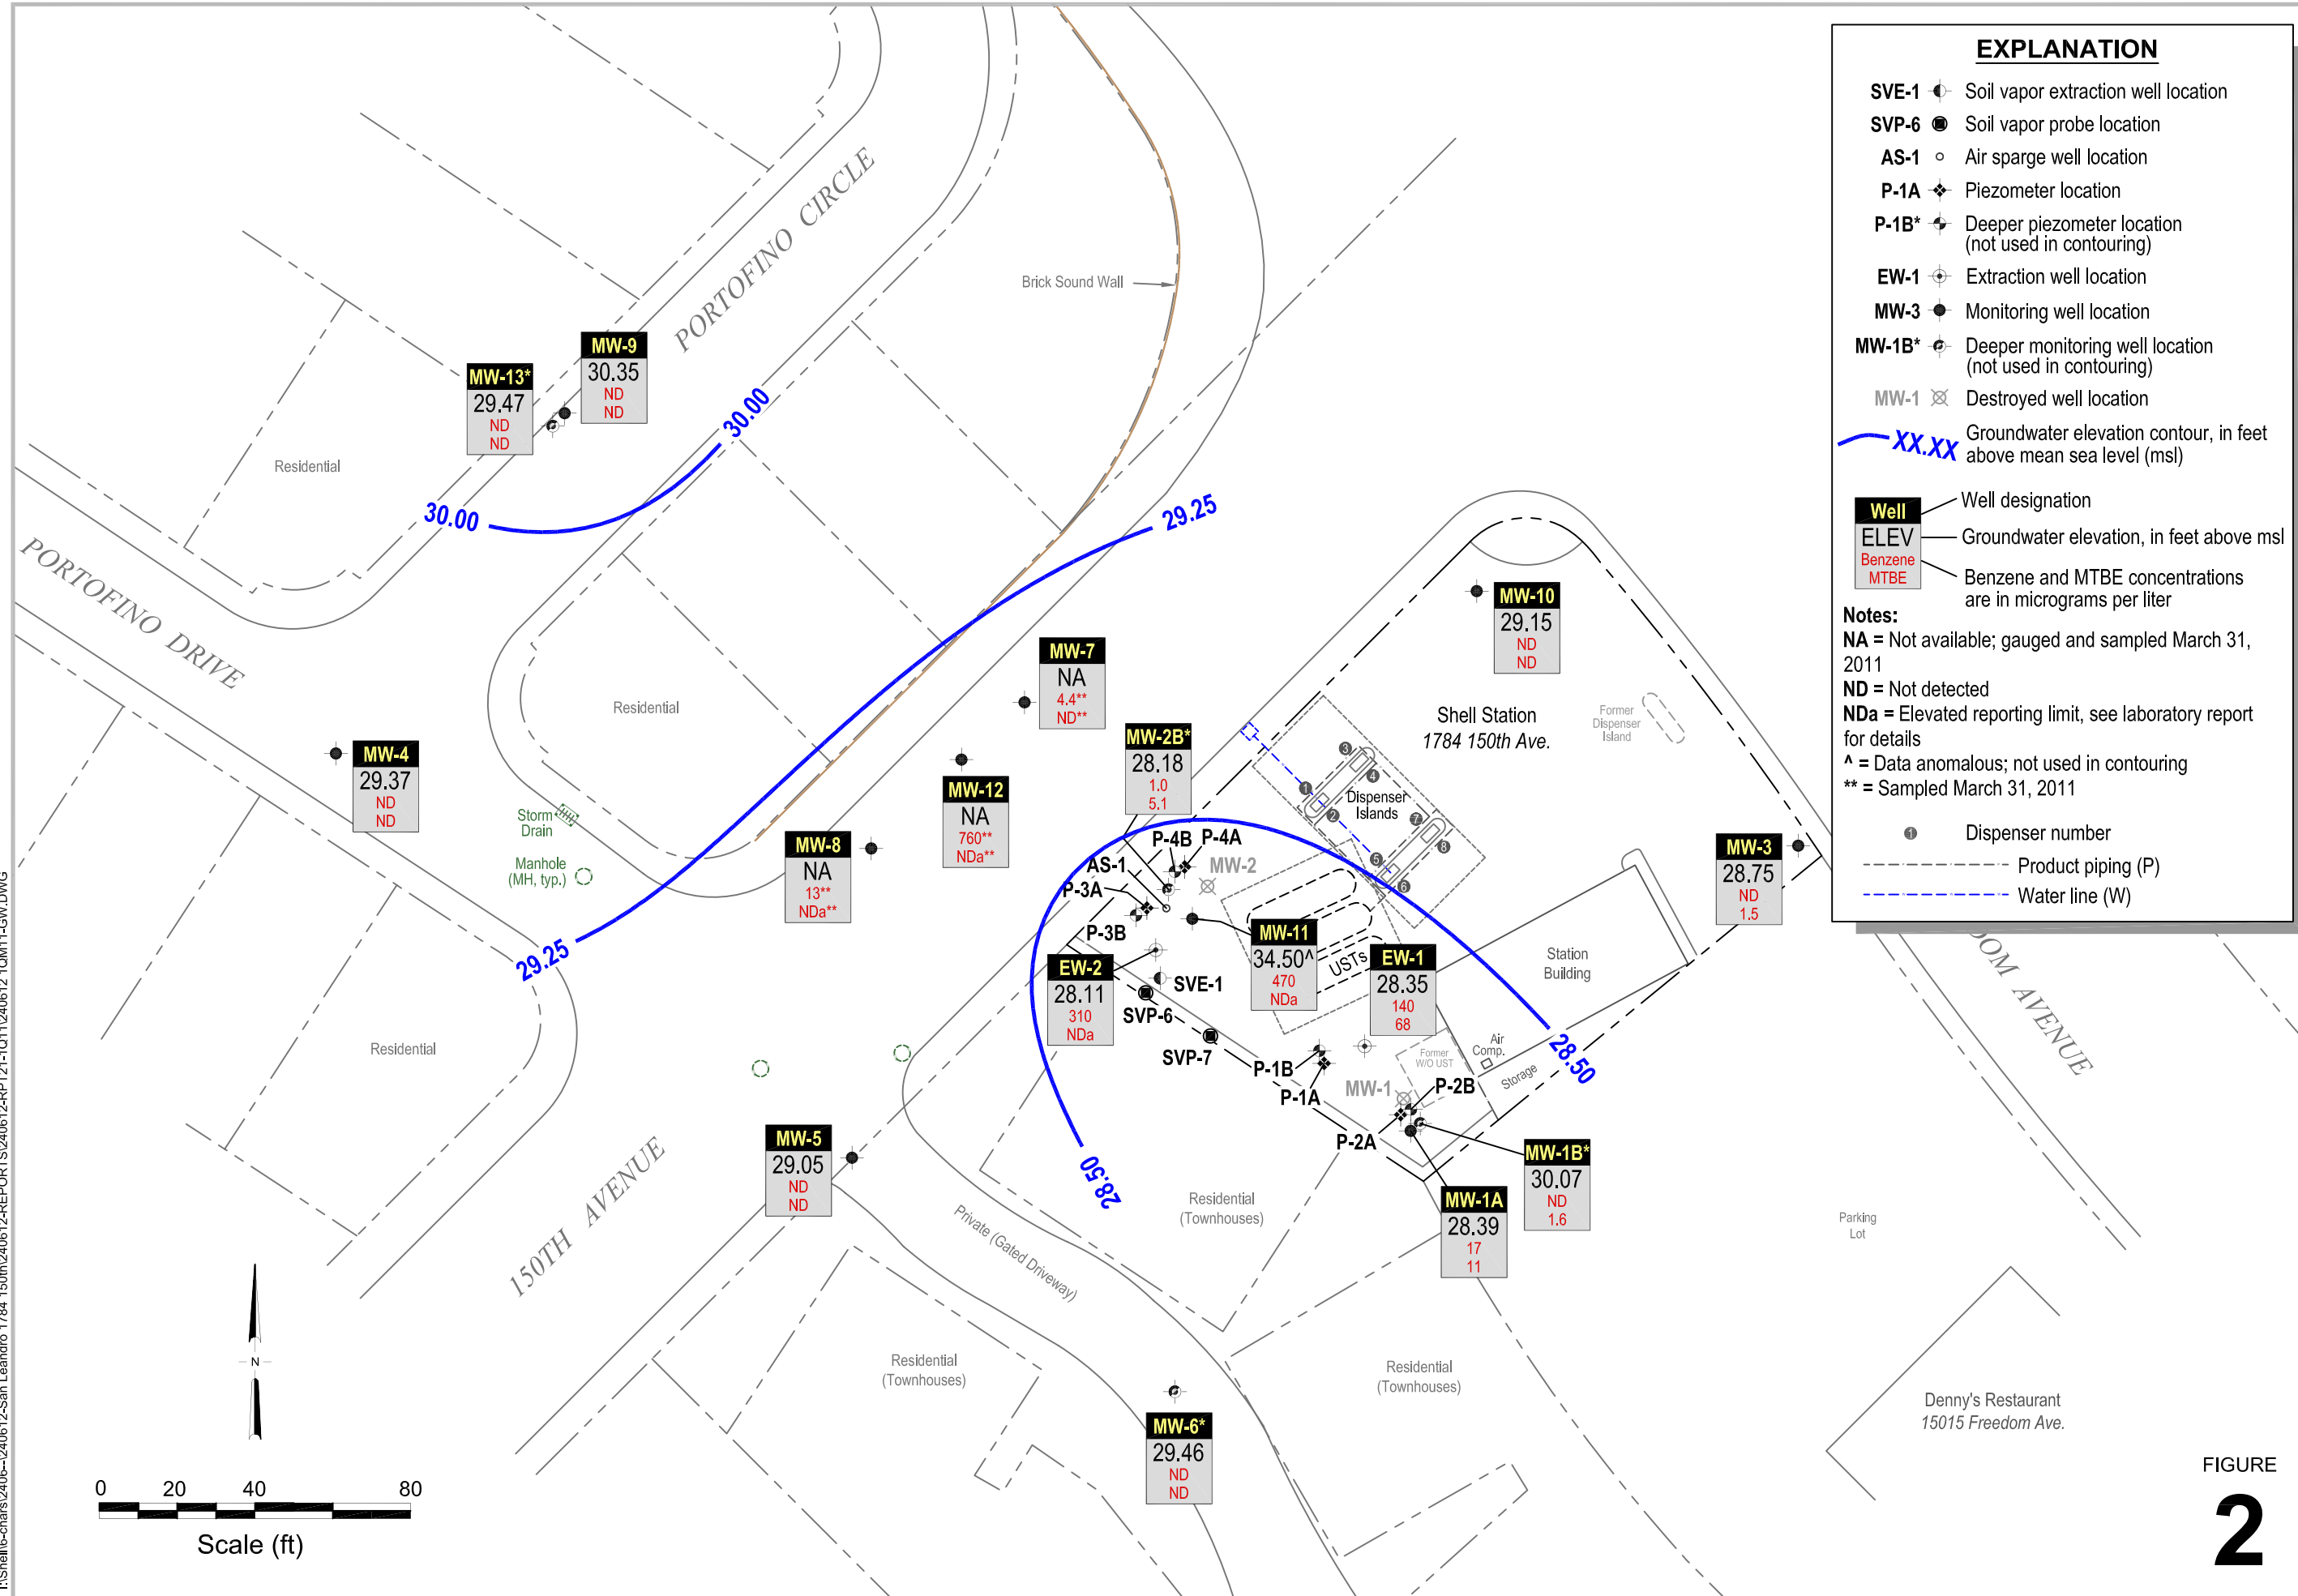 EXPLANATION
SVE-1 Soil vapor extraction well location
SVP-6 Soil vapor probe location
AS-1 Air sparge well location
P-1A Piezometer location
P-1B* Deeper piezometer location
(not used in contouring)
EW-1 Extraction well location
MW-3 Monitoring well location
MW-1B* Deeper monitoring well location
(not used in contouring)
MW-1 Destroyed well location
XX.XX Groundwater elevation contour, in feet
above mean sea level (msl)
Well
ELEV
Benzene
MTBE
Well designation
Groundwater elevation, in feet above msl
Benzene and MTBE concentrations
are in micrograms per liter
Notes:
NA = Not available; gauged and sampled March 31,
2011
ND = Not detected
NDa = Elevated reporting limit, see laboratory report
for details
^ = Data anomalous; not used in contouring
** = Sampled March 31, 2011
1 Dispenser number
Product piping (P)
Water line (W)
PORTOFINO CIRCLE
Brick Sound Wall
MW-9
30.35
ND
ND
MW-13*
29.47
ND
ND
30.00
30.00
Residential
29.25
PORTOFINO DRIVE
MW-10
29.15
ND
ND
MW-7
NA
4.4**
ND**
Residential
Shell Station
1784 150th Ave.
Former
Dispenser
Island
MW-4
29.37
ND
ND
MW-2B*
28.18
1.0
5.1
MW-12
NA
760**
NDa**
3
4
1
2
7
8
5
6
Dispenser
Islands
Storm
Drain
Manhole
(MH, typ.)
MW-8
NA
13**
NDa**
MW-3
28.75
ND
1.5
P-4B
P-4A
AS-1
MW-2
P-3A
P-3B
MW-11
34.50^
470
NDa
USTs
EW-1
28.35
140
68
Station
Building
29.25
EW-2
28.11
310
NDa
SVE-1
SVP-6
SVP-7
Residential
Air
Comp.
Former
W/O UST
Storage
28.50
P-1B
P-1A
MW-1
P-2B
P-2A
OOM AVENUE
MW-5
29.05
ND
ND
28.50
MW-1B*
30.07
ND
1.6
MW-1A
28.39
17
11
150TH AVENUE
Residential
(Townhouses)
Private (Gated Driveway)
Parking
Lot
Residential
(Townhouses)
Residential
(Townhouses)
Denny's Restaurant
15015 Freedom Ave.
MW-6*
29.46
ND
ND
N
0 20 40 80
Scale (ft)
FIGURE
2